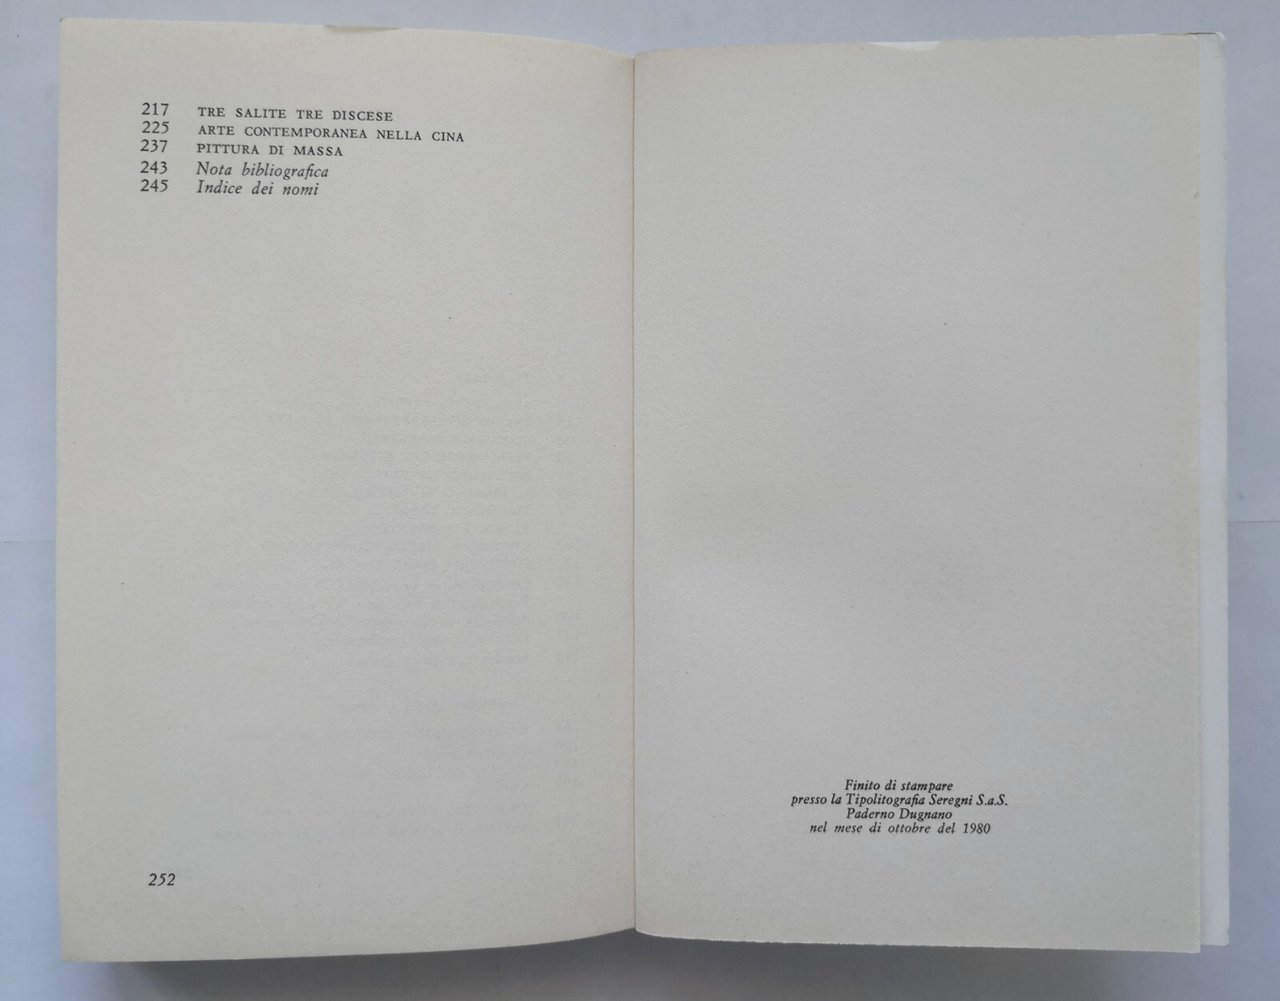 217 TRE SALITE TRE DISCESE
225 ARTE CONTEMPORANEA NELLA CINA
237 PITTURA DI MASSA
243 Nota bibliografica
245 Indice dei nomi
252
Finito di stampare
presso la Tipolitografia Seregni S.a.S.
Paderno Dugnano
nel mese di ottobre del 1980